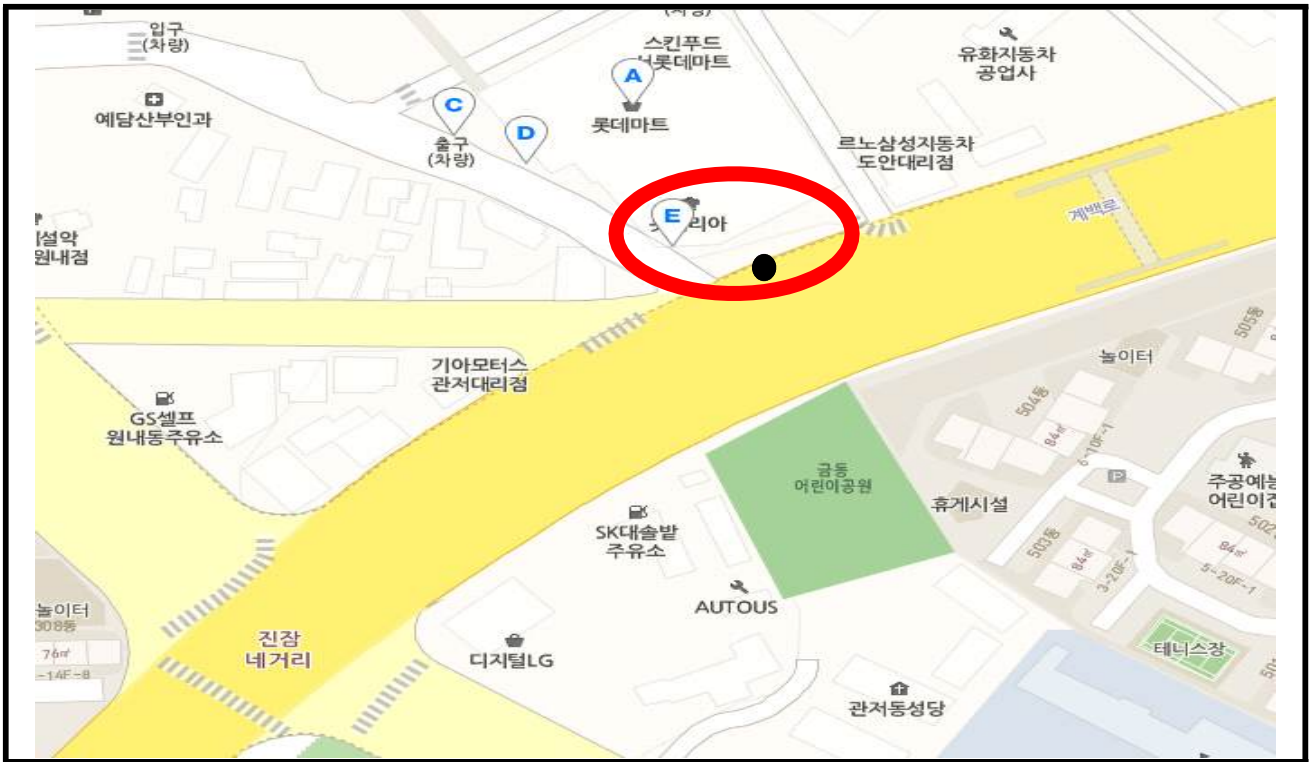 입구
(차량)
스킨푸드
롯데마트
A
롯데마트
유화지동차
공업사
예담산부인과
C
출구
(차량)
D
르노삼성지동차
도안대리점
E
리아
계백로
설악
원내점
기아모터스
관저대리점
GS셀프
원내동주유소
놀이터
505동
504동
84㎡
6-10F-1
금동
어린이공원
P
휴게시설
주공예능
어린이집
502
84㎡
5-20F-1
503동
84㎡
3-20F-1
SK대솔밭
주유소
AUTOUS
놀이터
308동
76㎡
-14F-8
진잠
네거리
디지털LG
테니스장
50
관저동성당